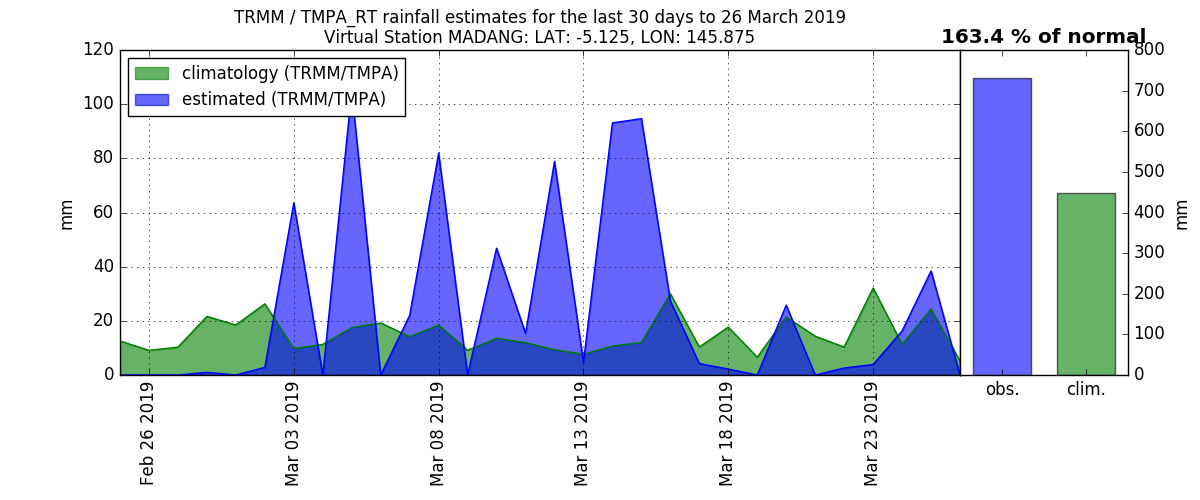 TRMM / TMPA_RT rainfall estimates for the last 30 days to 26 March 2019
Virtual Station MADANG: LAT: -5.125, LON: 145.875
163.4 % of normal
climatology (TRMM/TMPA)
estimated (TRMM/TMPA)
120
100
80
60
40
20
0
mm
Feb 26 2019
Mar 03 2019
Mar 08 2019
Mar 13 2019
Mar 18 2019
Mar 23 2019
800
700
600
500
400
300
200
100
0
mm
obs.
clim.